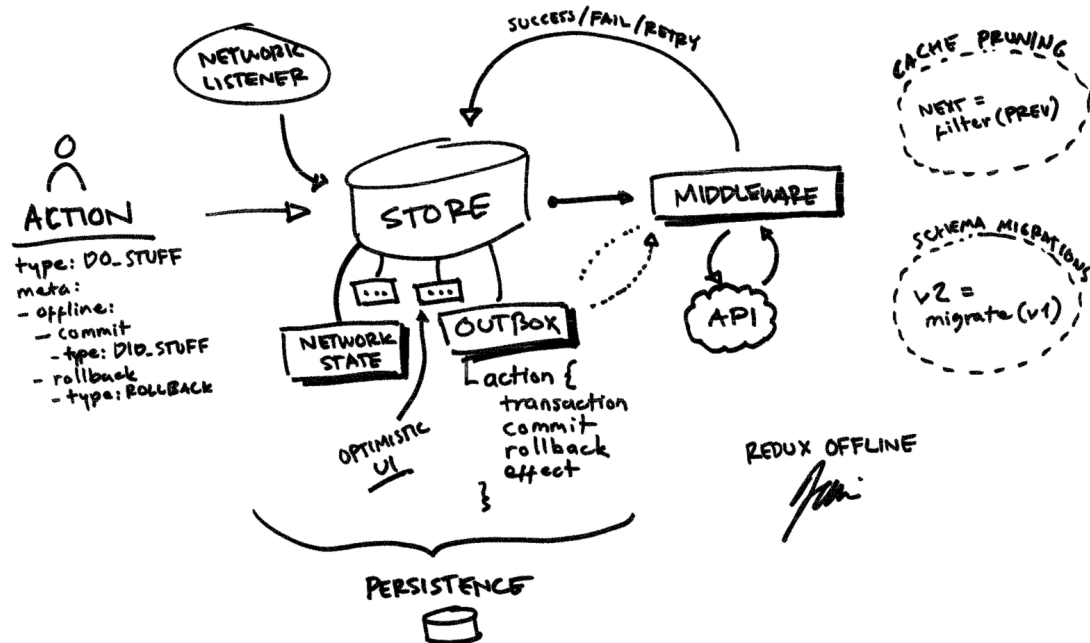 SUCCESS/FAIL/RETRY
NETWORK
LISTENER
CACHE PRUNING
NEXT =
filter(PREV)
ACTION
type: DO_STUFF
meta:
- offline:
- commit
- type: DID_STUFF
- rollback
- type: ROLLBACK
STORE
MIDDLEWARE
API
SCHEMA MIGRATIONS
v2 =
migrate(v1)
...
...
NETWORK
STATE
OUTBOX
action {
transaction
commit
rollback
effect
}
OPTIMISTIC
UI
REDUX OFFLINE
PERSISTENCE